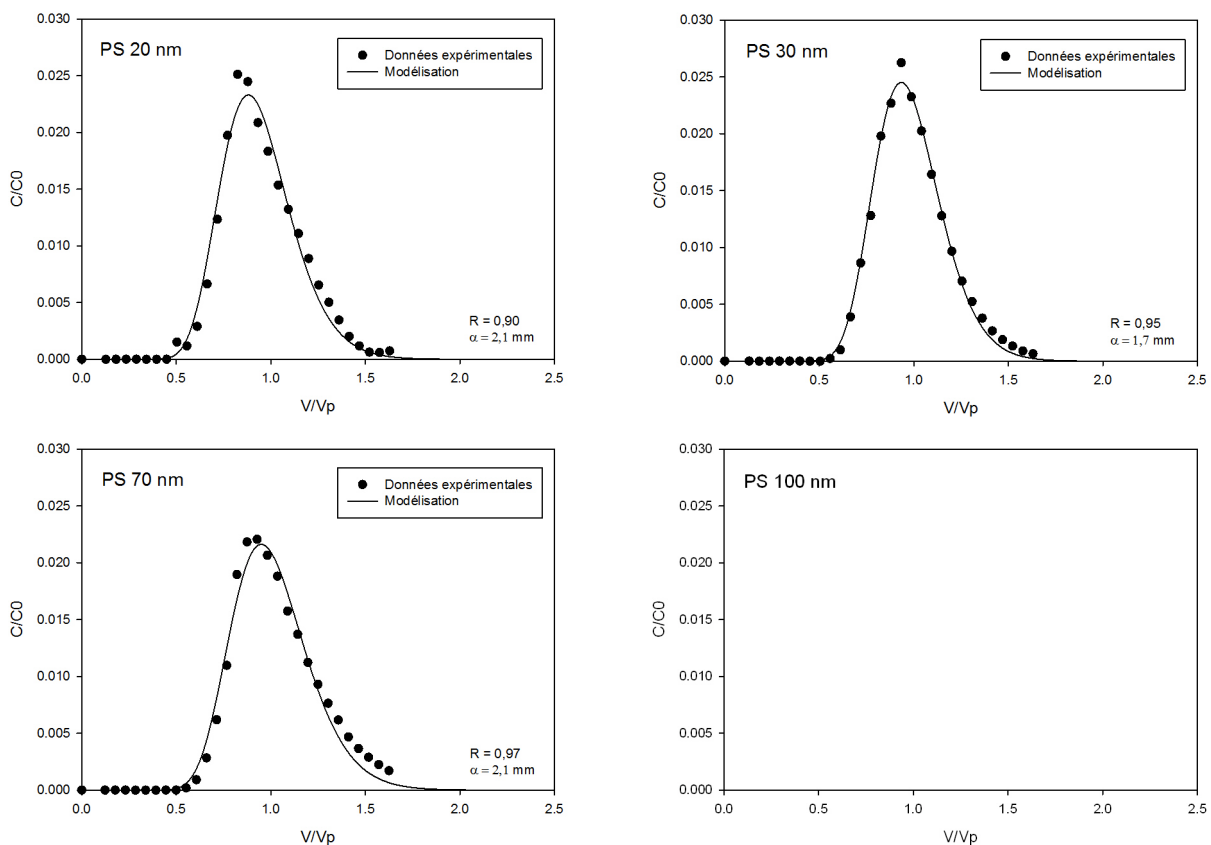 PS 20 nm
Données expérimentales
Modélisation
R = 0,90
α = 2,1 mm
0.030
0.025
0.020
0.015
0.010
0.005
0.000
C/C0
0.0 0.5 1.0 1.5 2.0 2.5
V/Vp
PS 30 nm
Données expérimentales
Modélisation
R = 0,95
α = 1,7 mm
0.030
0.025
0.020
0.015
0.010
0.005
0.000
C/C0
0.0 0.5 1.0 1.5 2.0 2.5
V/Vp
PS 70 nm
Données expérimentales
Modélisation
R = 0,97
α = 2,1 mm
0.030
0.025
0.020
0.015
0.010
0.005
0.000
C/C0
0.0 0.5 1.0 1.5 2.0 2.5
V/Vp
PS 100 nm
0.030
0.025
0.020
0.015
0.010
0.005
0.000
C/C0
0.0 0.5 1.0 1.5 2.0 2.5
V/Vp